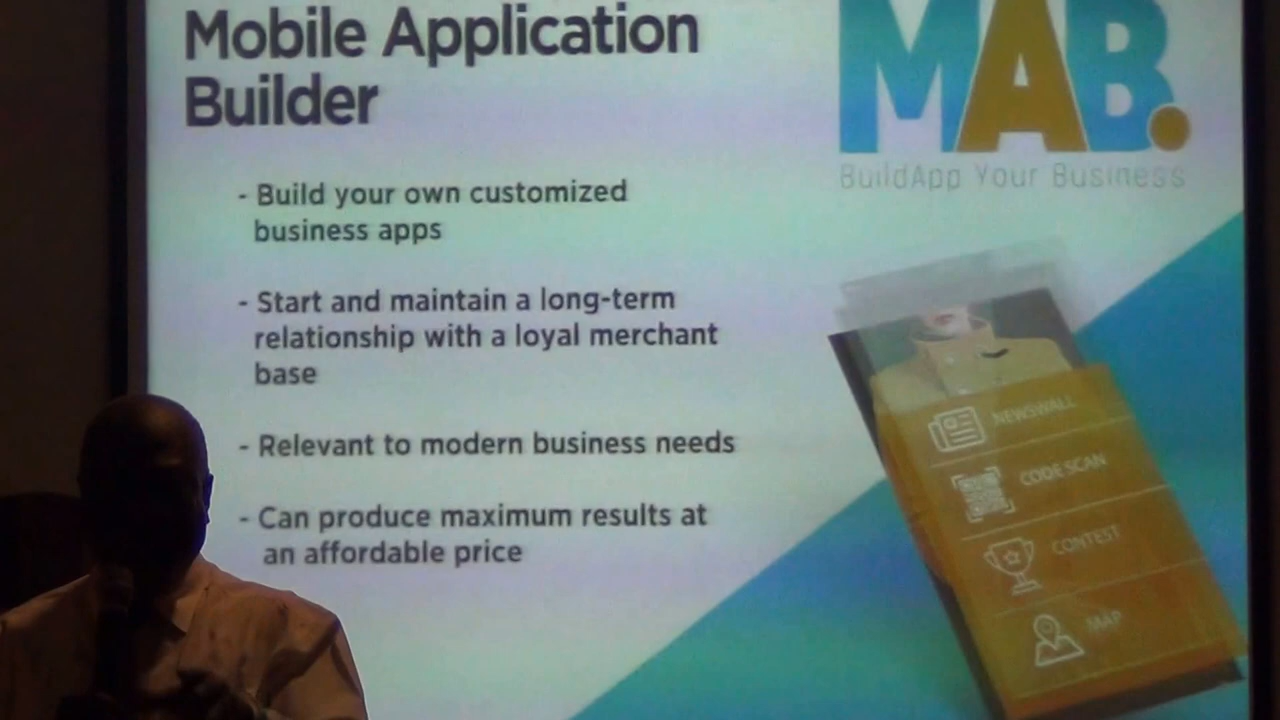 Mobile Application
Builder
MAB.
BuildApp Your Business
- Build your own customized
business apps
- Start and maintain a long-term
relationship with a loyal merchant
base
- Relevant to modern business needs
- Can produce maximum results at
an affordable price
NEWSWALL
CODE SCAN
CONTEST
MAP